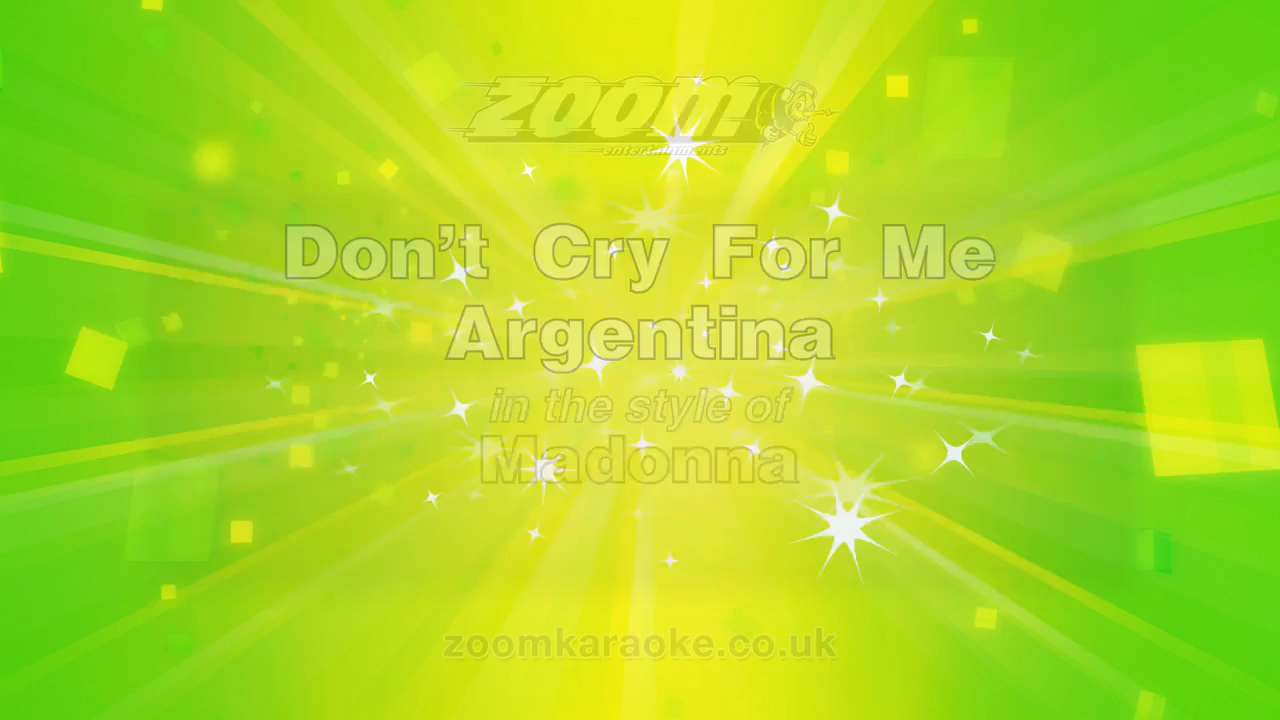 ZOOM
entertainments
Don't Cry For Me
Argentina
in the style of
Madonna
zoomkaraoke.co.uk